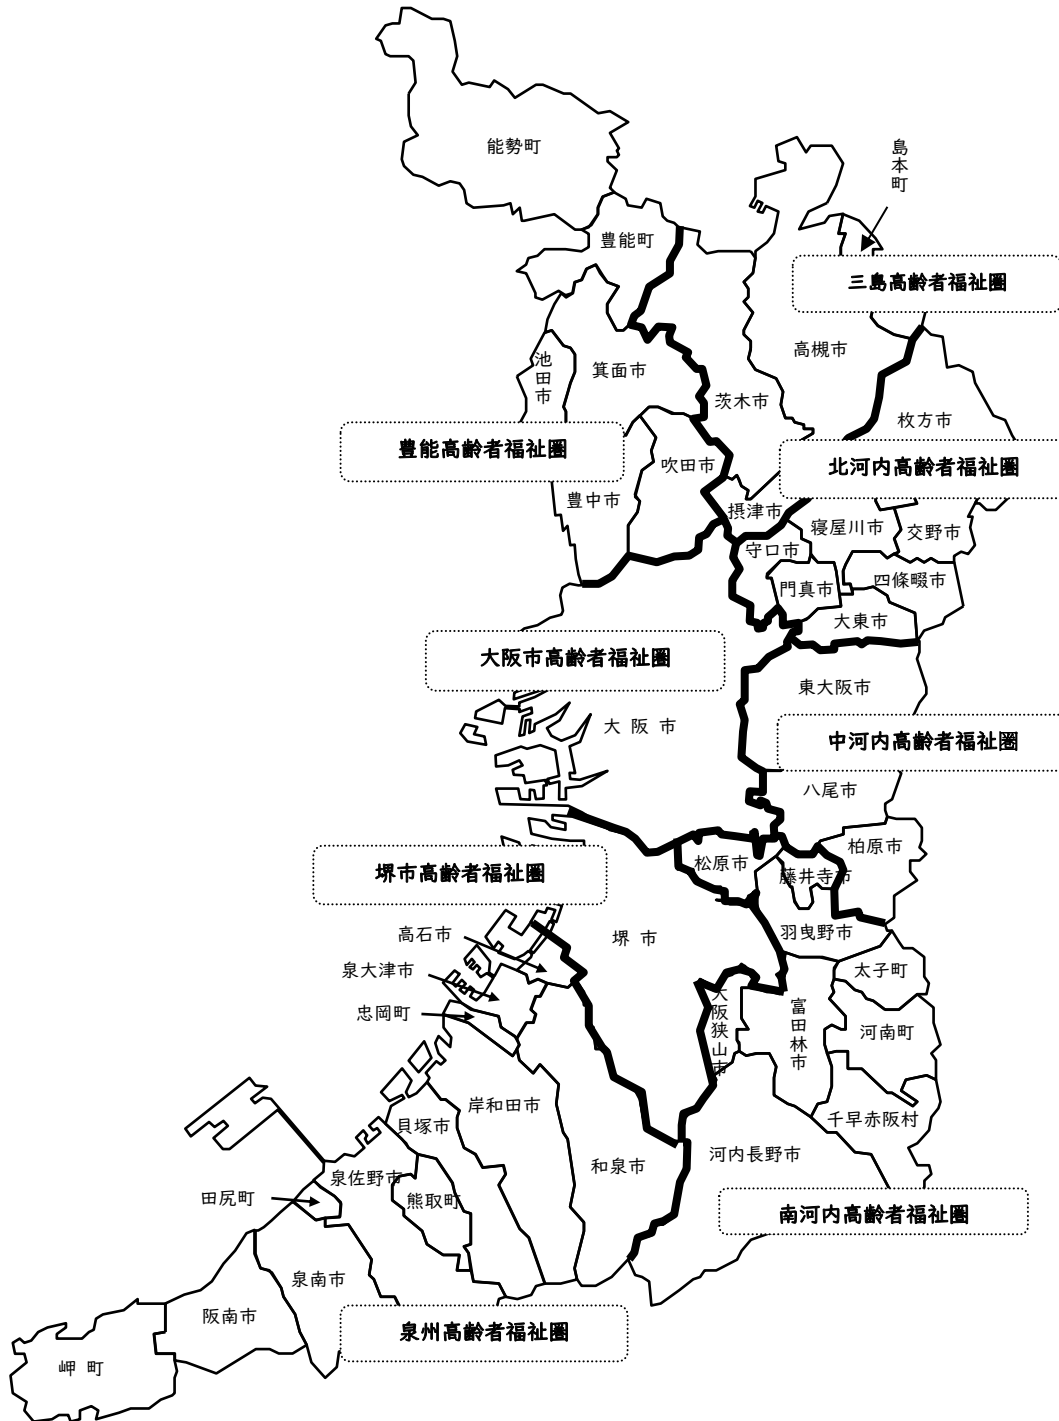 能勢町
島本町
豊能町
三島高齢者福祉圏
高槻市
池田市
箕面市
茨木市
枚方市
豊能高齢者福祉圏
吹田市
北河内高齢者福祉圏
豊中市
摂津市
寝屋川市
交野市
守口市
門真市
四條畷市
大東市
大阪市高齢者福祉圏
東大阪市
大阪市
中河内高齢者福祉圏
八尾市
柏原市
松原市
藤井寺市
堺市高齢者福祉圏
高石市
堺市
羽曳野市
泉大津市
太子町
忠岡町
大阪狭山市
富田林市
河南町
岸和田市
貝塚市
千早赤阪村
和泉市
河内長野市
泉佐野市
熊取町
田尻町
南河内高齢者福祉圏
泉南市
阪南市
泉州高齢者福祉圏
岬町